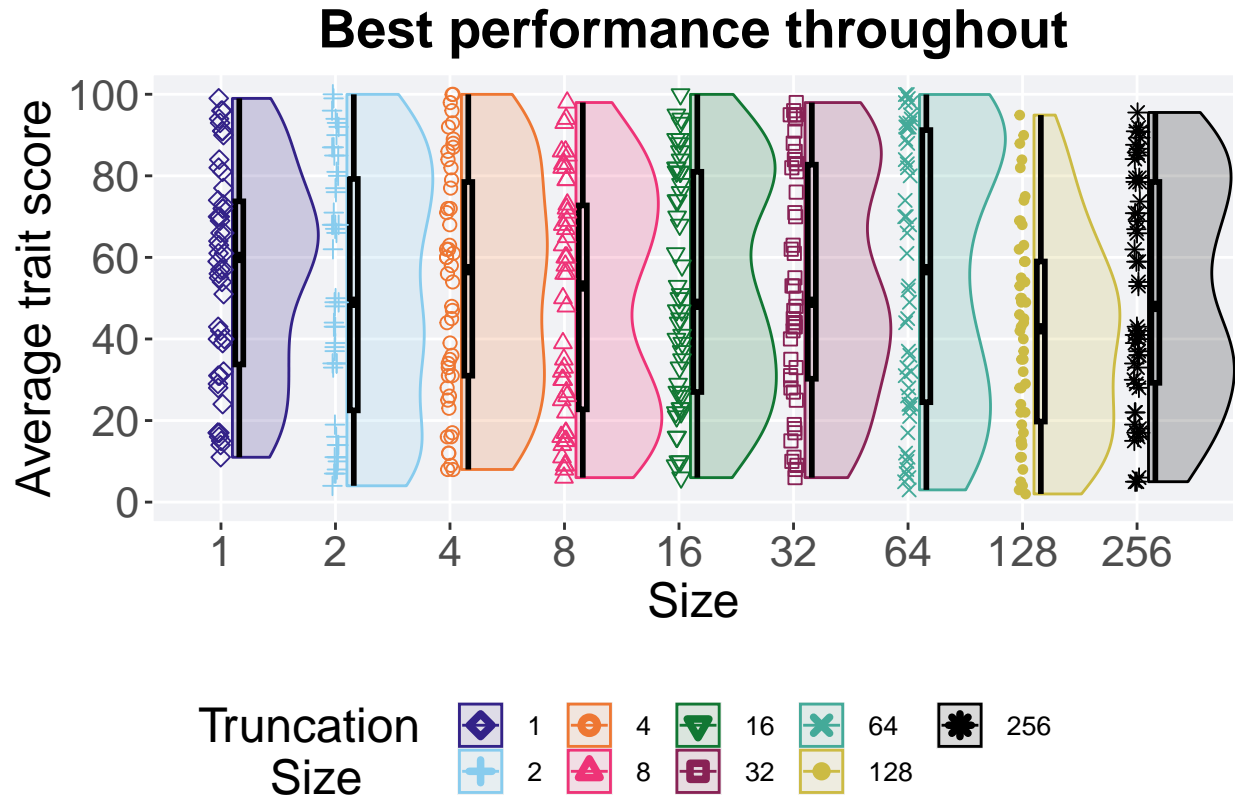 Best performance throughout
Average trait score
100
80
60
40
20
0
1 2 4 8 16 32 64 128 256
Size
Truncation
Size
1 4 16 64 256
2 8 32 128